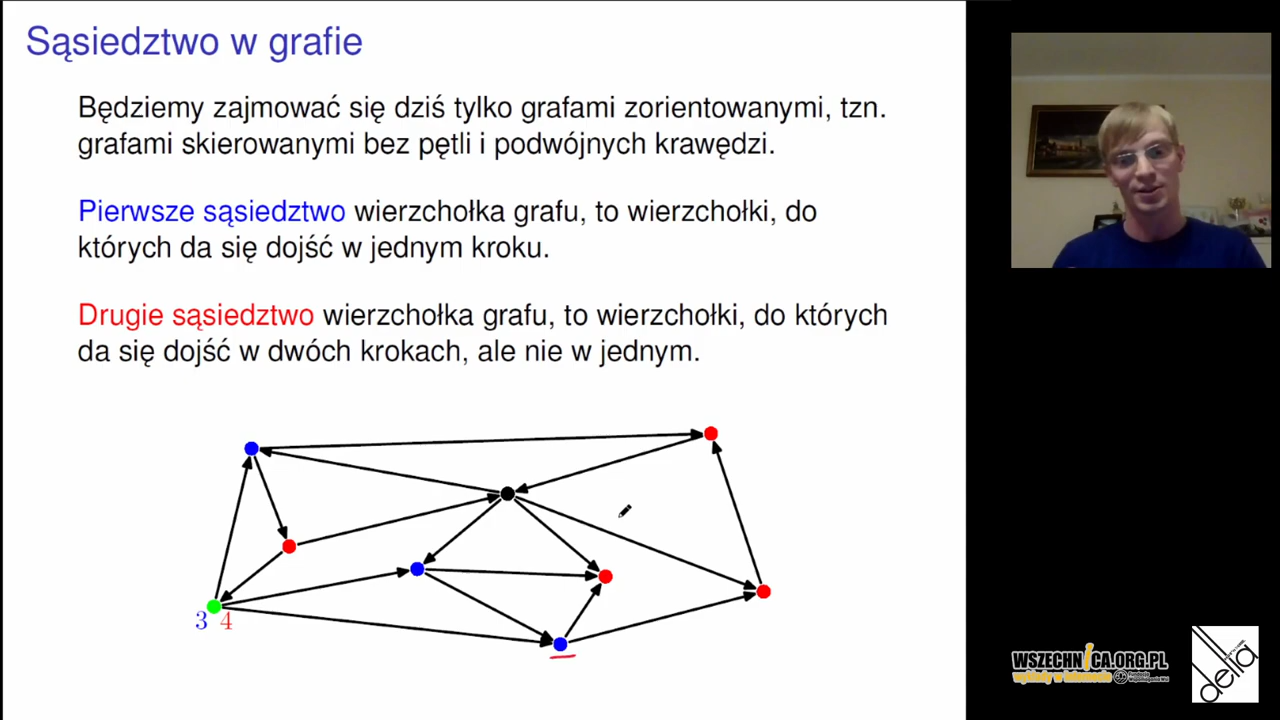 Sąsiedztwo w grafie
Będziemy zajmować się dziś tylko grafami zorientowanymi, tzn.
grafami skierowanymi bez pętli i podwójnych krawędzi.
Pierwsze sąsiedztwo wierzchołka grafu, to wierzchołki, do
których da się dojść w jednym kroku.
Drugie sąsiedztwo wierzchołka grafu, to wierzchołki, do których
da się dojść w dwóch krokach, ale nie w jednym.
3 4
WSZECHNICA.ORG.PL
wykłady w internecie
delta